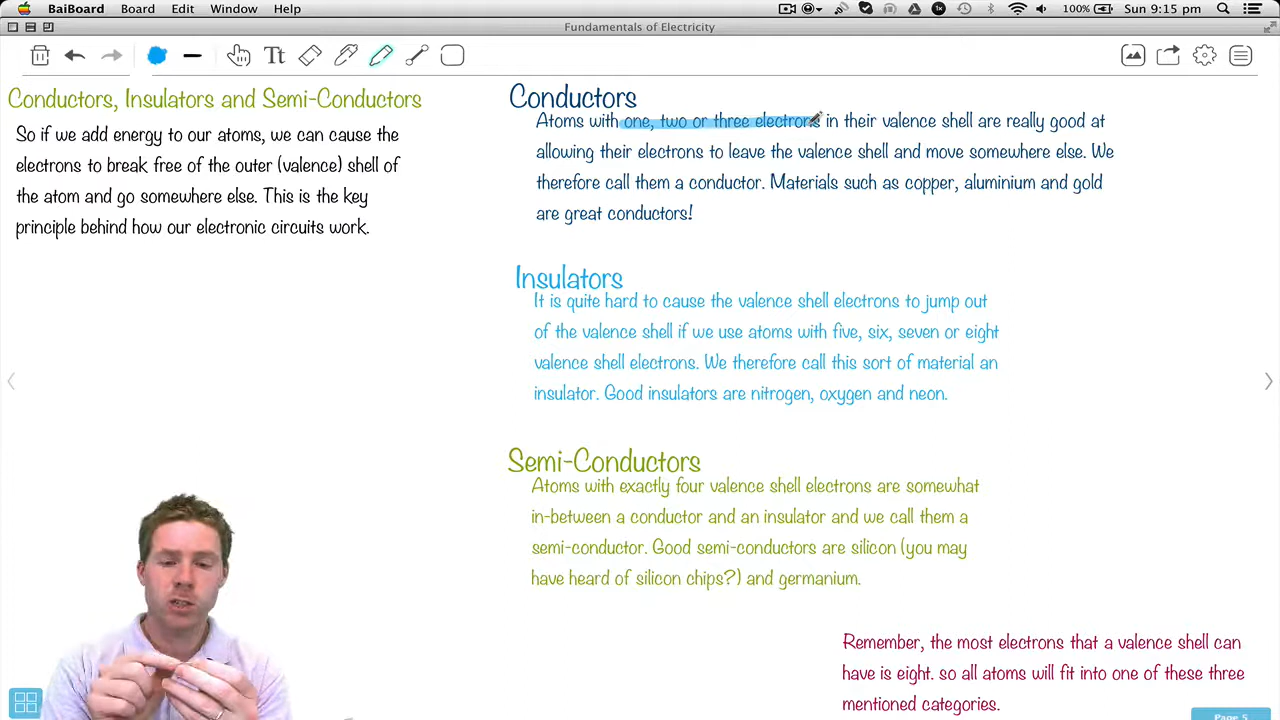 BaiBoard Board Edit Window Help 1x 100% Sun 9:15 pm
Fundamentals of Electricity
Tt
Conductors, Insulators and Semi-Conductors
So if we add energy to our atoms, we can cause the
electrons to break free of the outer (valence) shell of
the atom and go somewhere else. This is the key
principle behind how our electronic circuits work.
Conductors
Atoms with one, two or three electrons in their valence shell are really good at
allowing their electrons to leave the valence shell and move somewhere else. We
therefore call them a conductor. Materials such as copper, aluminium and gold
are great conductors!
Insulators
It is quite hard to cause the valence shell electrons to jump out
of the valence shell if we use atoms with five, six, seven or eight
valence shell electrons. We therefore call this sort of material an
insulator. Good insulators are nitrogen, oxygen and neon.
Semi-Conductors
Atoms with exactly four valence shell electrons are somewhat
in-between a conductor and an insulator and we call them a
semi-conductor. Good semi-conductors are silicon (you may
have heard of silicon chips?) and germanium.
Remember, the most electrons that a valence shell can
have is eight. so all atoms will fit into one of these three
mentioned categories.
Page 5